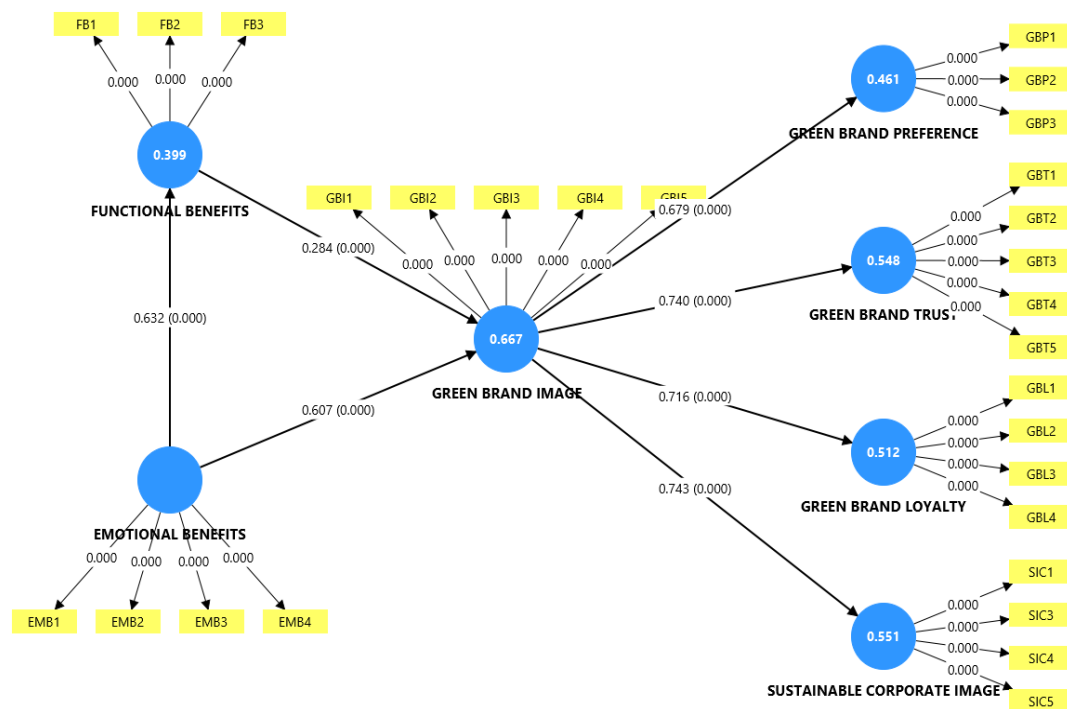 FB1 FB2 FB3
0.000 0.000 0.000
0.399
FUNCTIONAL BENEFITS
0.284 (0.000)
0.632 (0.000)
0.607 (0.000)
EMOTIONAL BENEFITS
0.000 0.000 0.000 0.000
EMB1 EMB2 EMB3 EMB4
GBI1 GBI2 GBI3 GBI4 GBI5
0.000 0.000 0.000 0.000 0.000
0.667
GREEN BRAND IMAGE
0.679 (0.000)
0.740 (0.000)
0.716 (0.000)
0.743 (0.000)
0.461
GREEN BRAND PREFERENCE
0.000 GBP1
0.000 GBP2
0.000 GBP3
0.548
GREEN BRAND TRUST
0.000 GBT1
0.000 GBT2
0.000 GBT3
0.000 GBT4
0.000 GBT5
0.512
GREEN BRAND LOYALTY
0.000 GBL1
0.000 GBL2
0.000 GBL3
0.000 GBL4
0.551
SUSTAINABLE CORPORATE IMAGE
0.000 SIC1
0.000 SIC3
0.000 SIC4
0.000 SIC5